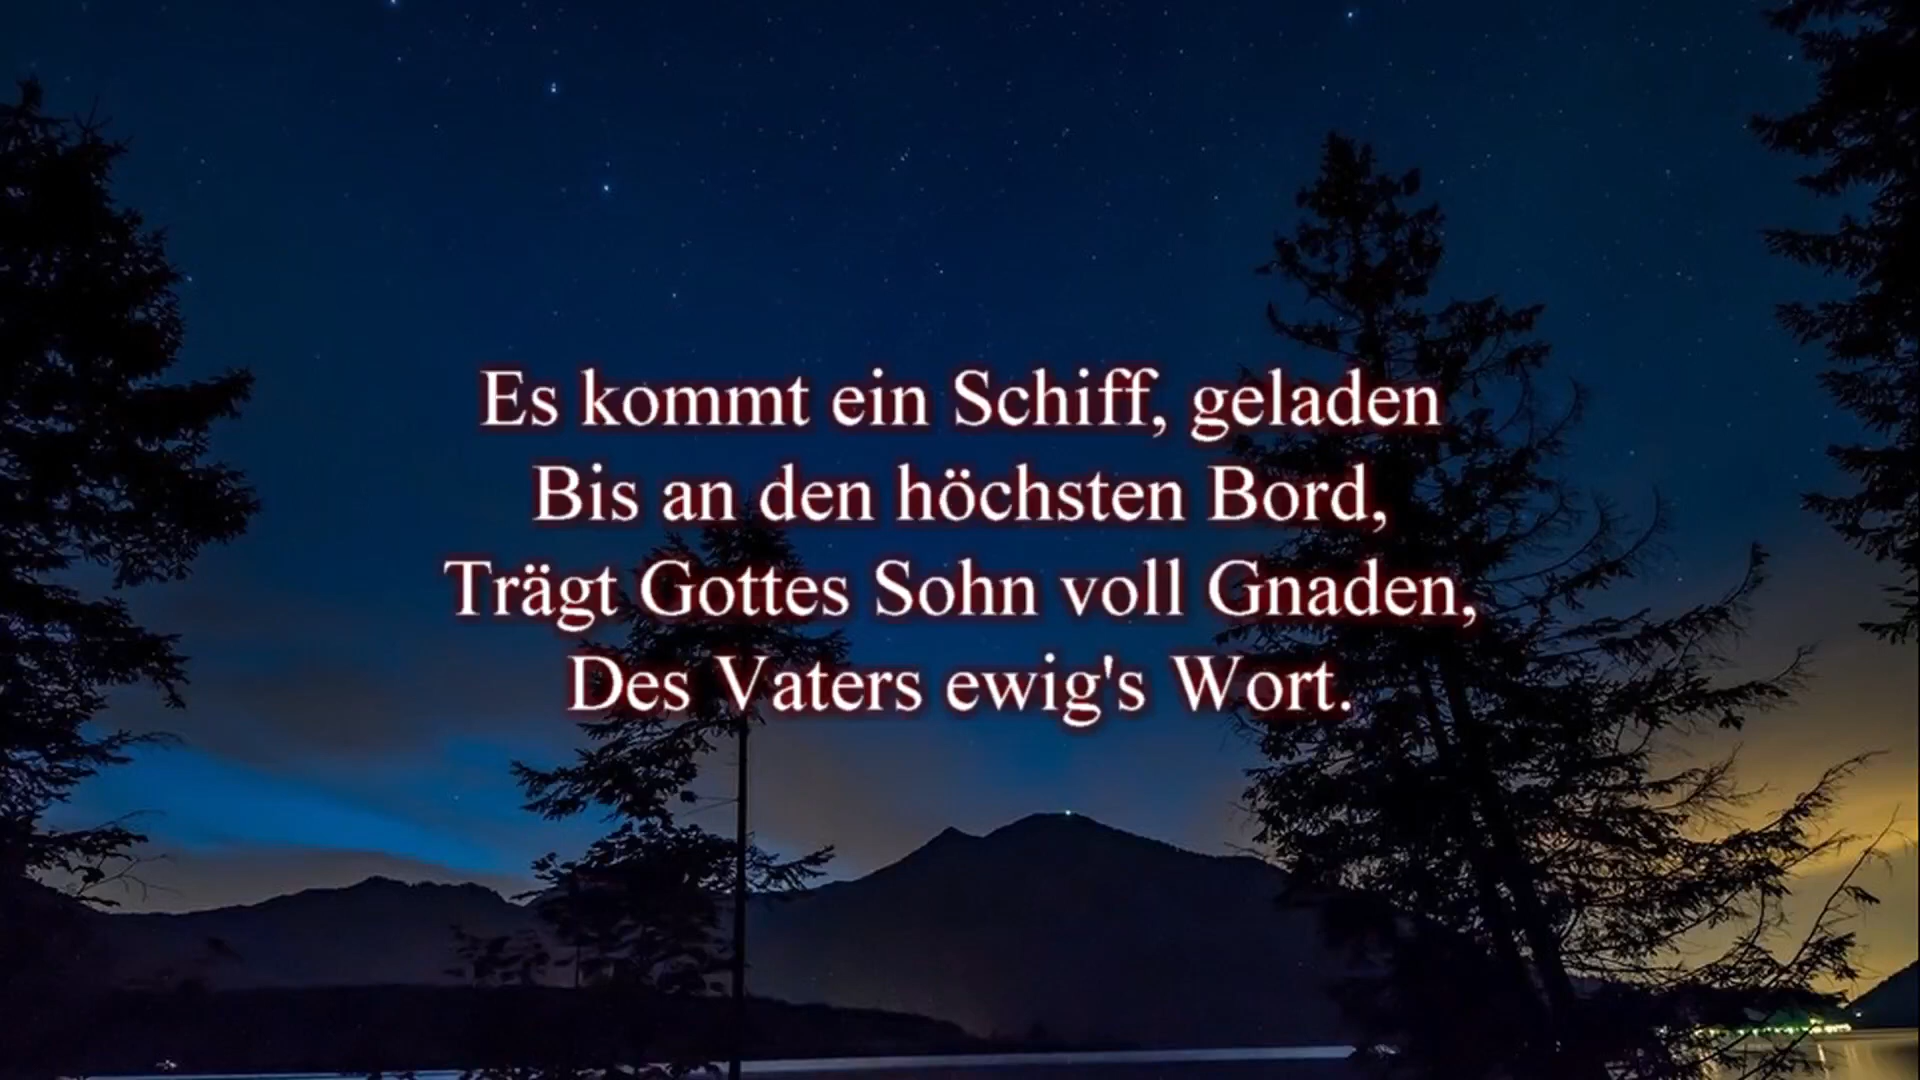 Es kommt ein Schiff, geladen
Bis an den höchsten Bord,
Trägt Gottes Sohn voll Gnaden,
Des Vaters ewig's Wort.